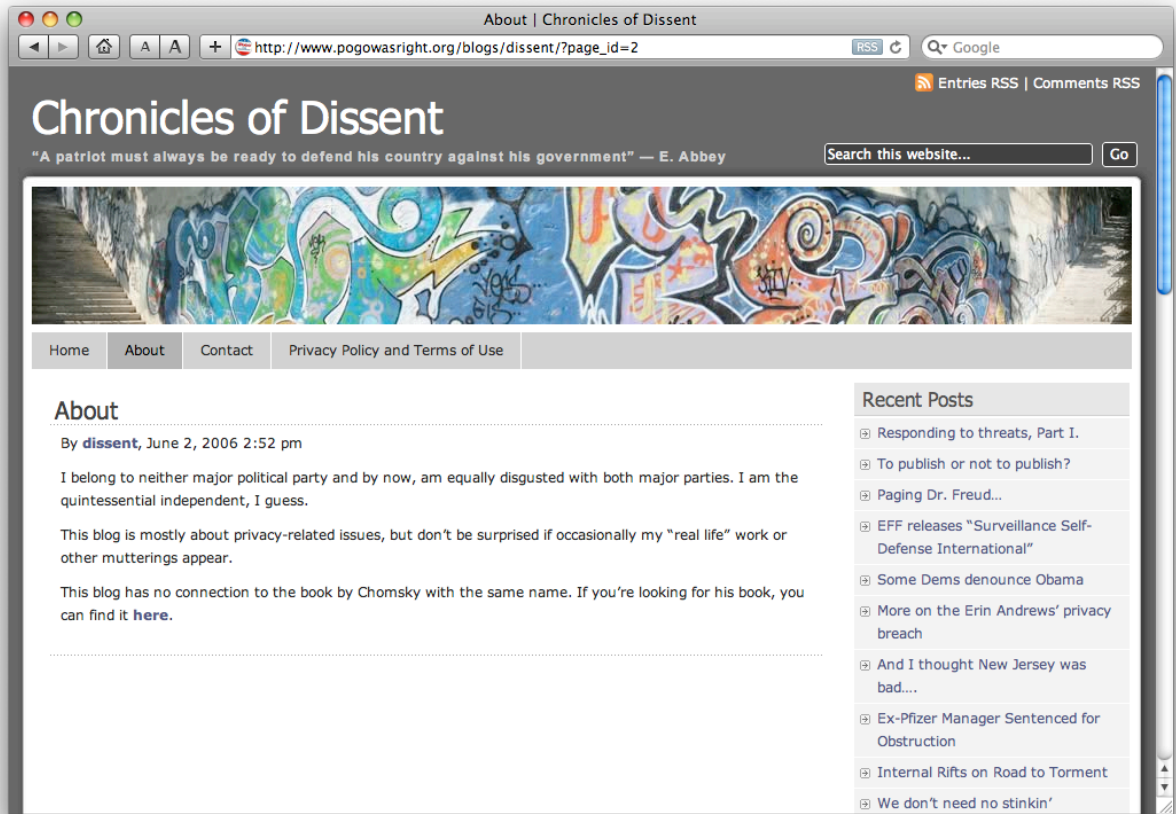 About | Chronicles of Dissent
A A + http://www.pogowasright.org/blogs/dissent/?page_id=2 RSS Google
Entries RSS | Comments RSS
Chronicles of Dissent
“A patriot must always be ready to defend his country against his government” — E. Abbey
Search this website... Go
Home About Contact Privacy Policy and Terms of Use
About
By dissent, June 2, 2006 2:52 pm
I belong to neither major political party and by now, am equally disgusted with both major parties. I am the
quintessential independent, I guess.
This blog is mostly about privacy-related issues, but don’t be surprised if occasionally my “real life” work or
other mutterings appear.
This blog has no connection to the book by Chomsky with the same name. If you’re looking for his book, you
can find it here.
Recent Posts
Responding to threats, Part I.
To publish or not to publish?
Paging Dr. Freud…
EFF releases “Surveillance Self-
Defense International”
Some Dems denounce Obama
More on the Erin Andrews’ privacy
breach
And I thought New Jersey was
bad….
Ex-Pfizer Manager Sentenced for
Obstruction
Internal Rifts on Road to Torment
We don’t need no stinkin’